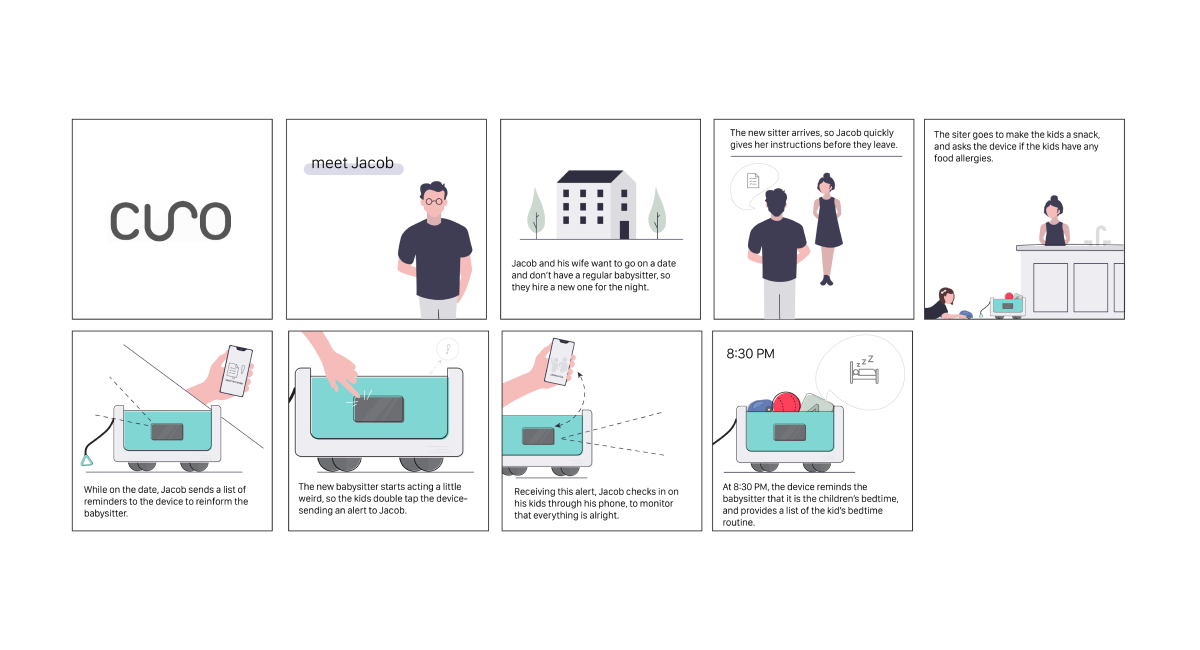 curo
meet Jacob
Jacob and his wife want to go on a date
and don't have a regular babysitter, so
they hire a new one for the night.
The new sitter arrives, so Jacob quickly
gives her instructions before they leave.
The siter goes to make the kids a snack,
and asks the device if the kids have any
food allergies.
While on the date, Jacob sends a list of
reminders to the device to reinform the
babysitter.
The new babysitter starts acting a little
weird, so the kids double tap the device-
sending an alert to Jacob.
Receiving this alert, Jacob checks in on
his kids through his phone, to monitor
that everything is alright.
8:30 PM
z z Z
At 8:30 PM, the device reminds the
babysitter that it is the children's bedtime,
and provides a list of the kid's bedtime
routine.